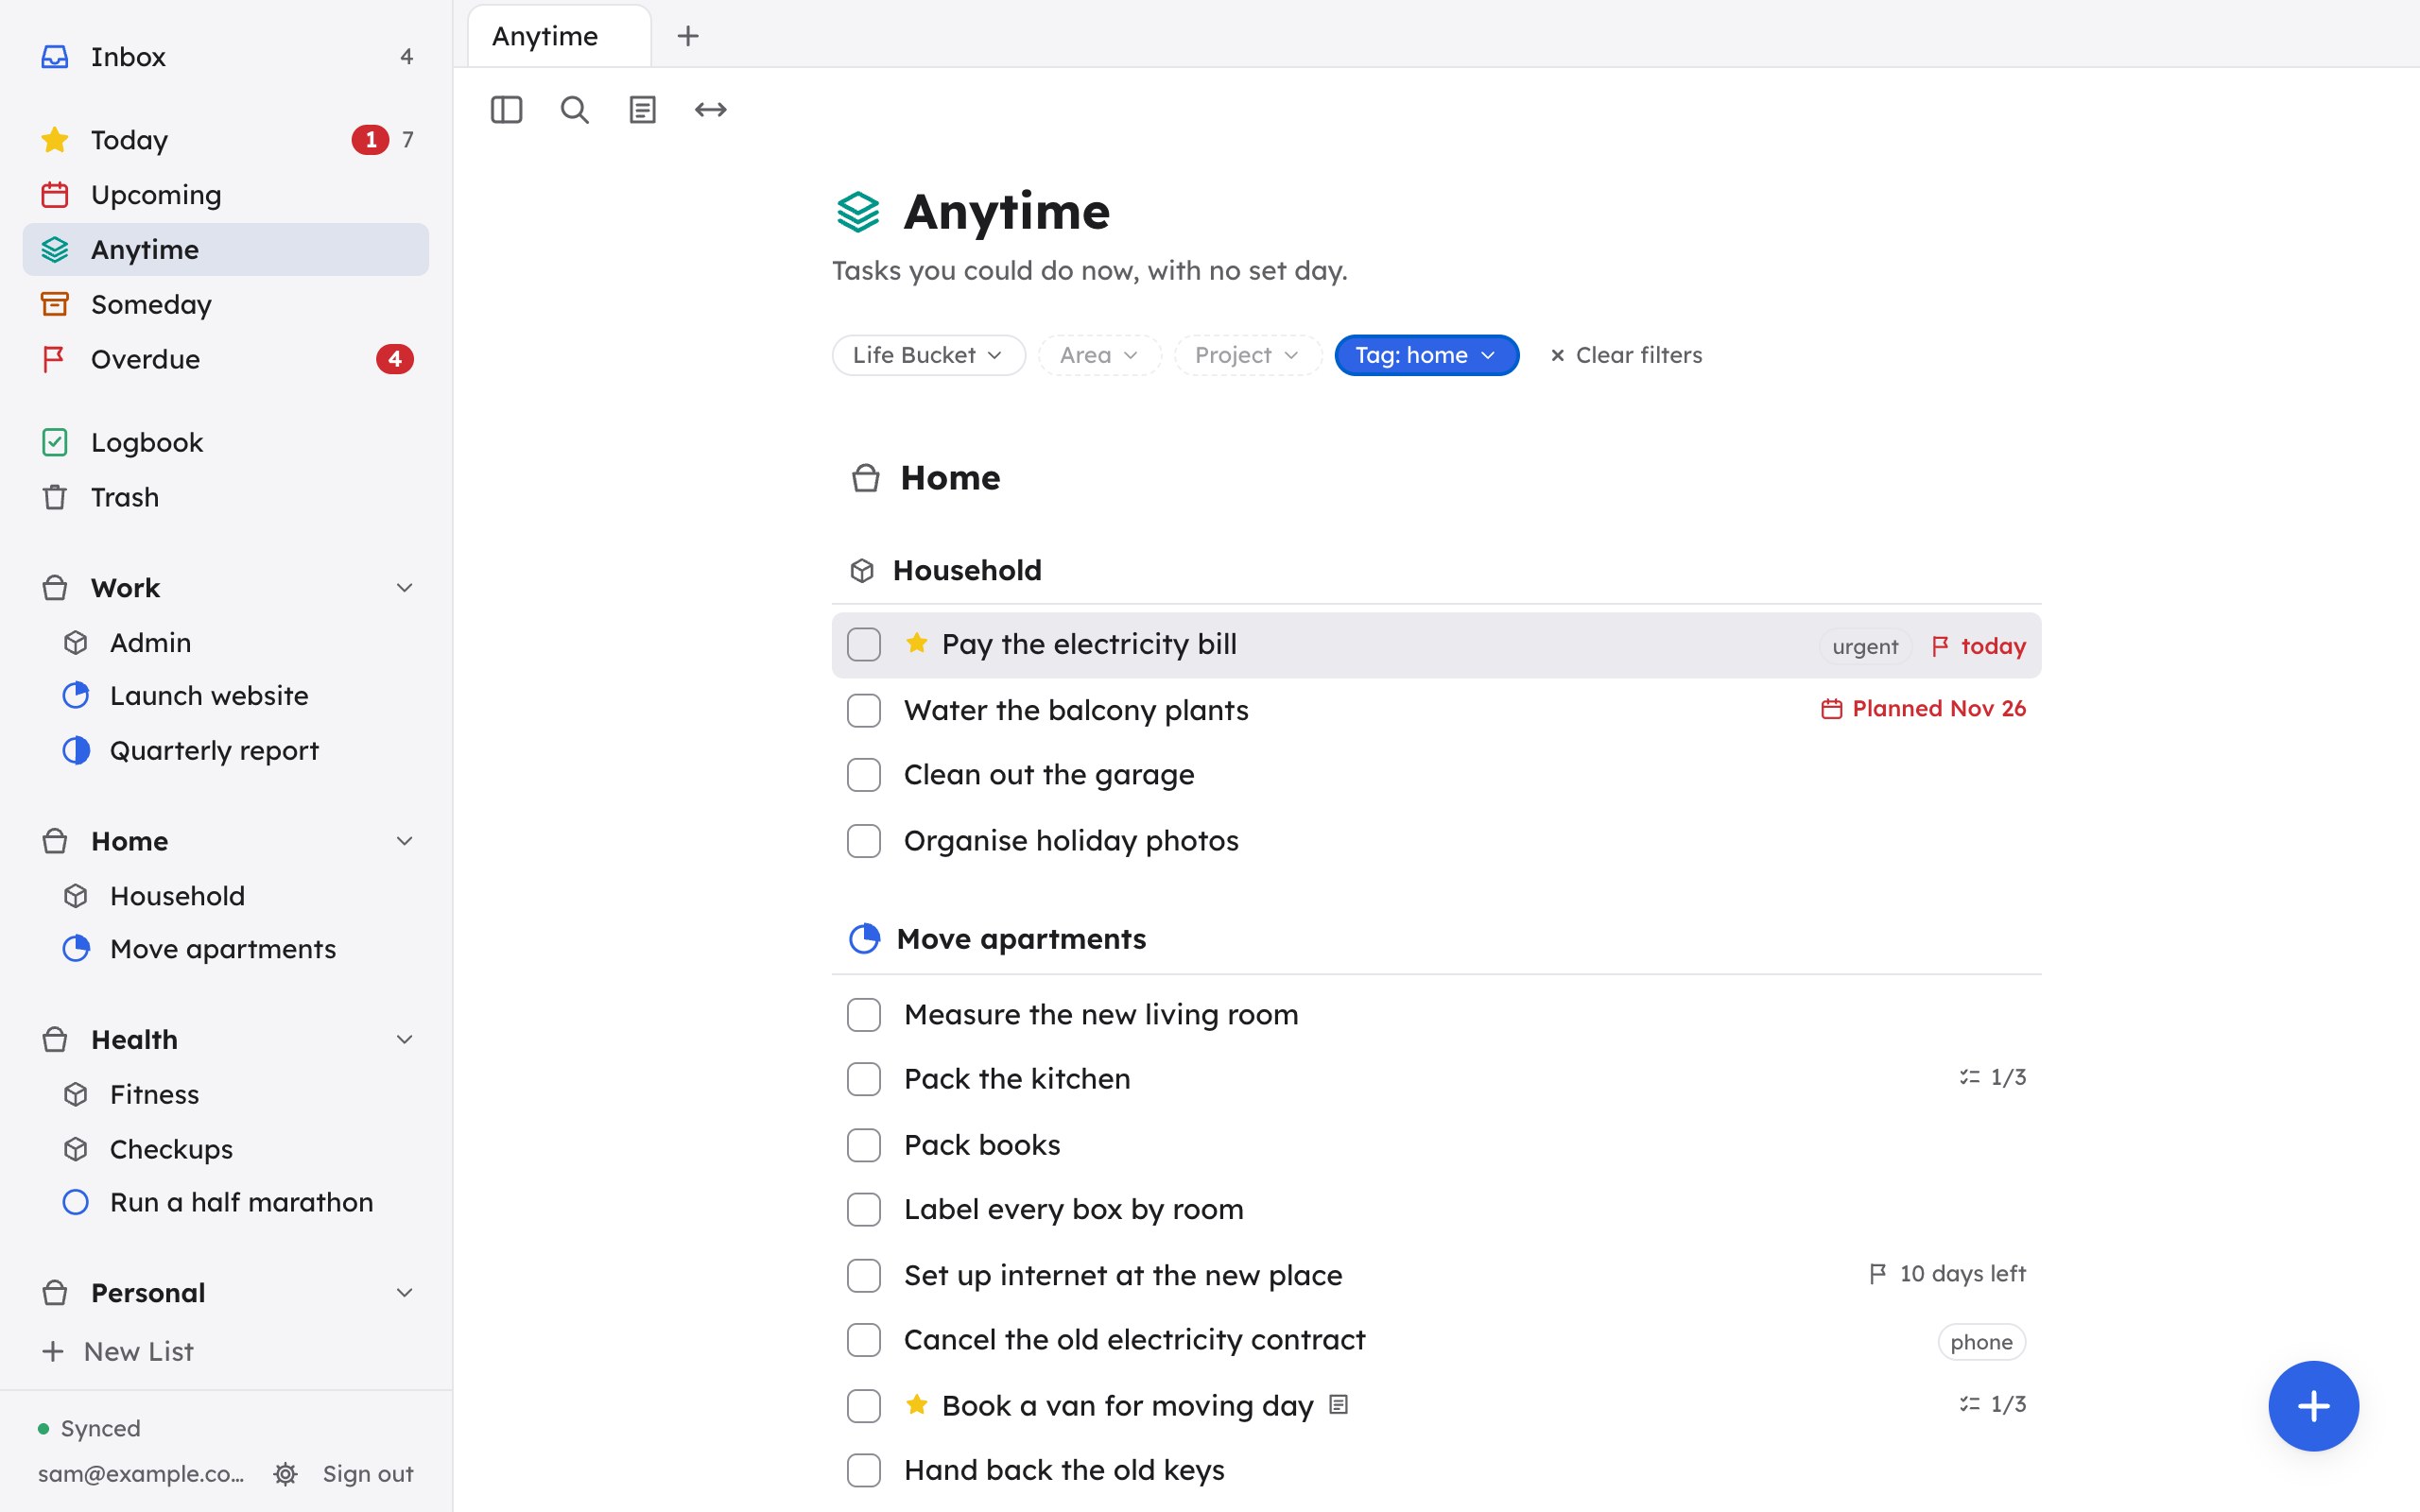 Inbox 4
Today 1 7
Upcoming
Anytime
Someday
Overdue 4
Logbook
Trash
Work
Admin
Launch website
Quarterly report
Home
Household
Move apartments
Health
Fitness
Checkups
Run a half marathon
Personal
New List
Synced
sam@example.co... Sign out
Anytime
Anytime
Tasks you could do now, with no set day.
Life Bucket Area Project Tag: home × Clear filters
Home
Household
Pay the electricity bill urgent today
Water the balcony plants Planned Nov 26
Clean out the garage
Organise holiday photos
Move apartments
Measure the new living room
Pack the kitchen 1/3
Pack books
Label every box by room
Set up internet at the new place 10 days left
Cancel the old electricity contract phone
Book a van for moving day 1/3
Hand back the old keys